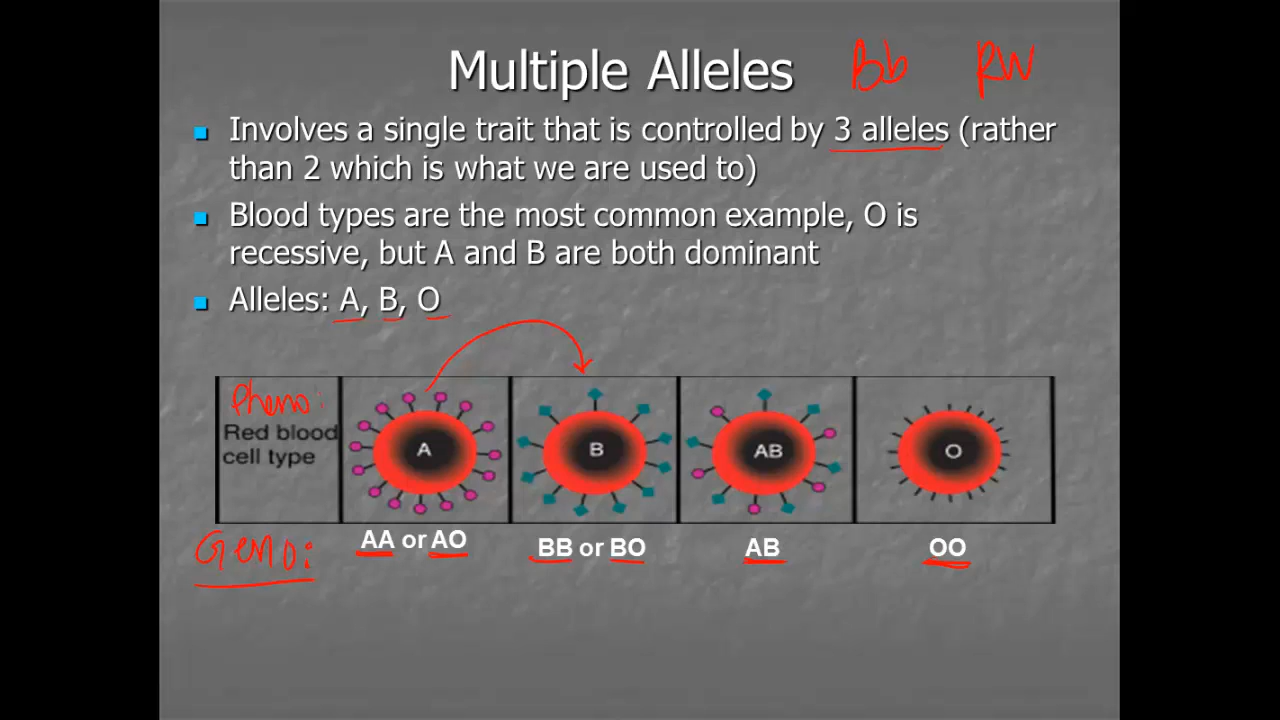 Multiple Alleles Bb RW
Involves a single trait that is controlled by 3 alleles (rather
than 2 which is what we are used to)
Blood types are the most common example, O is
recessive, but A and B are both dominant
Alleles: A, B, O
Pheno:
Red blood
cell type
A B AB O
Geno: AA or AO BB or BO AB OO